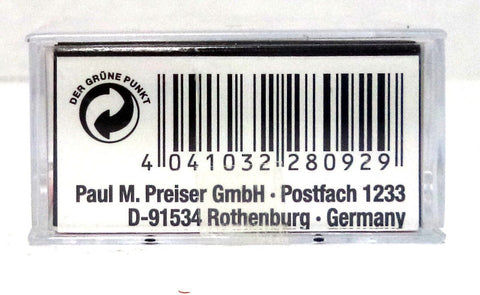 DER GRÜNE PUNKT
4 041032 280929
Paul M. Preiser GmbH · Postfach 1233
D-91534 Rothenburg · Germany